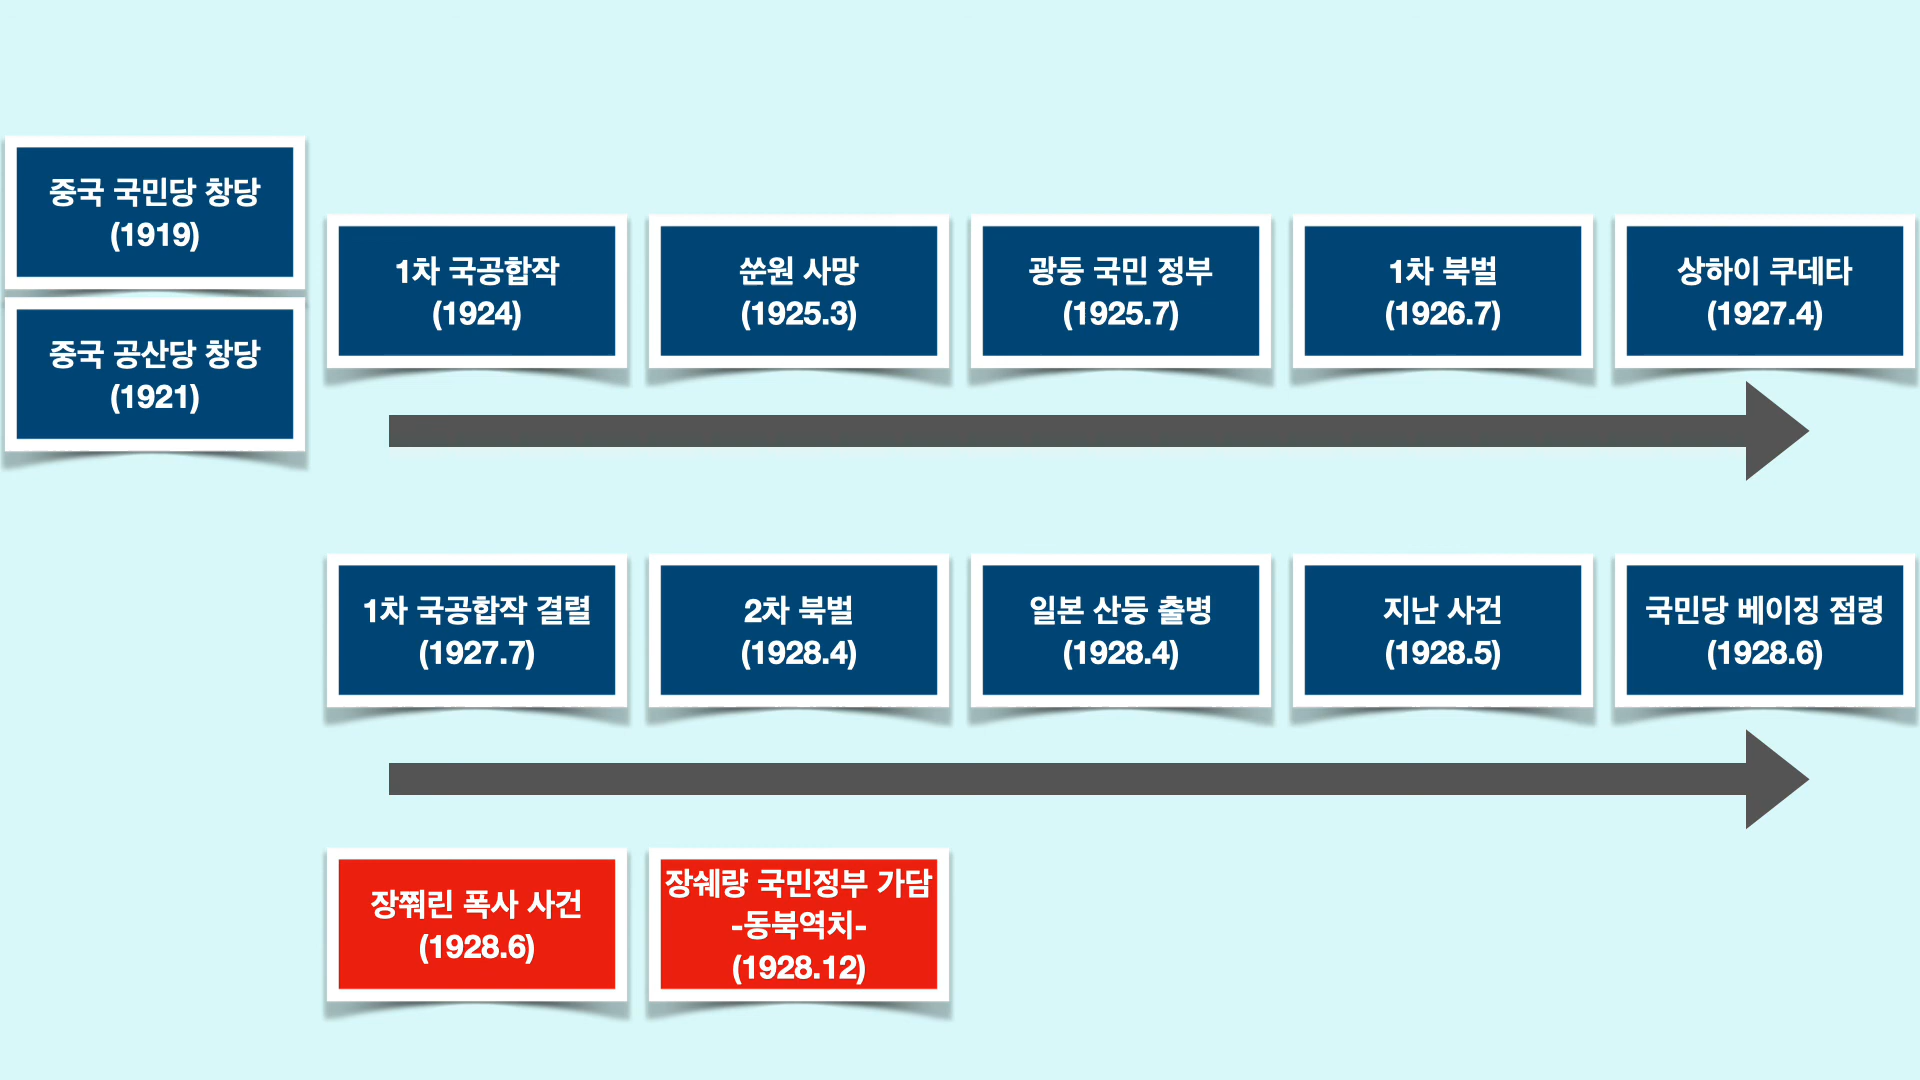 중국 국민당 창당
(1919)
중국 공산당 창당
(1921)
1차 국공합작
(1924)
쑨원 사망
(1925.3)
광둥 국민 정부
(1925.7)
1차 북벌
(1926.7)
상하이 쿠데타
(1927.4)
1차 국공합작 결렬
(1927.7)
2차 북벌
(1928.4)
일본 산둥 출병
(1928.4)
지난 사건
(1928.5)
국민당 베이징 점령
(1928.6)
장쭤린 폭사 사건
(1928.6)
장쉐량 국민정부 가담
-동북역치-
(1928.12)